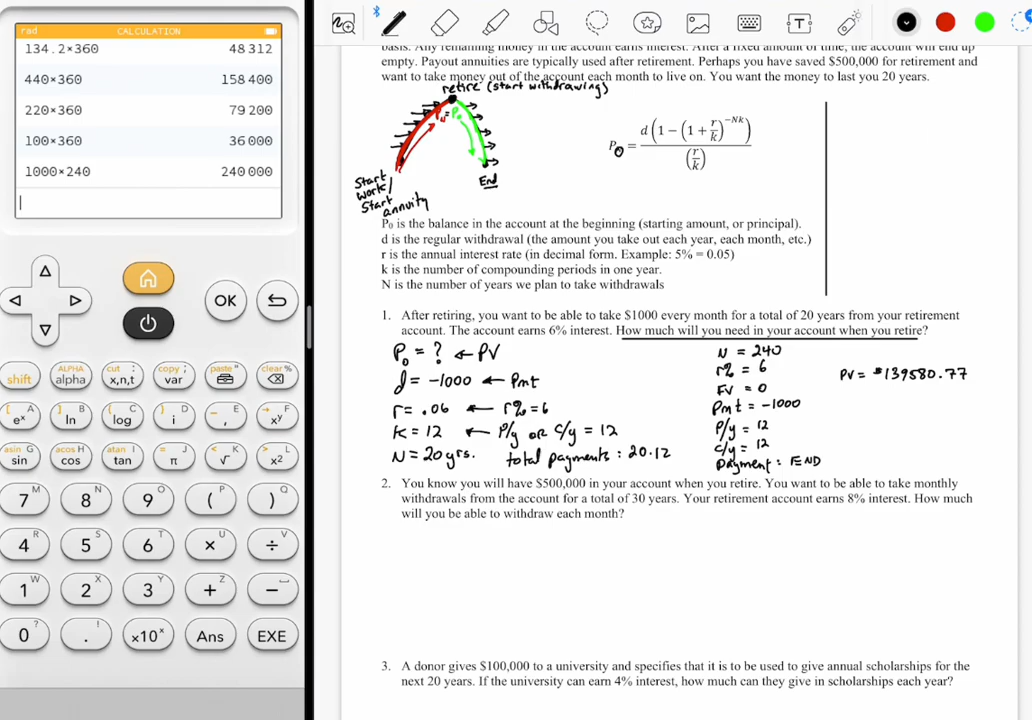 rad CALCULATION
134.2×360 48 312
440×360 158 400
220×360 79 200
100×360 36 000
1000×240 240 000
OK
shift
ALPHA alpha
cut : x,n,t
copy ; var
paste "
clear %
[ A eˣ
] B ln
{ C log
} D i
_ E ,
→ F xʸ
asin G sin
acos H cos
atan I tan
= J π
< K √
> L x²
7 M
8 N
9 O
( P
) Q
4 R
5 S
6 T
× U
÷ V
1 W
2 X
3 Y
+ Z
−
0 ?
. !
×10ˣ
Ans
EXE
T
basis. Any remaining money in the account earns interest. After a fixed amount of time, the account will end up
empty. Payout annuities are typically used after retirement. Perhaps you have saved $500,000 for retirement and
want to take money out of the account each month to live on. You want the money to last you 20 years.
retire (start withdrawings)
Start work/
Start annuity
End
P₀ = d(1 − (1 + r/k)^−Nk) / (r/k)
P₀ is the balance in the account at the beginning (starting amount, or principal).
d is the regular withdrawal (the amount you take out each year, each month, etc.)
r is the annual interest rate (in decimal form. Example: 5% = 0.05)
k is the number of compounding periods in one year.
N is the number of years we plan to take withdrawals
1. After retiring, you want to be able to take $1000 every month for a total of 20 years from your retirement
account. The account earns 6% interest. How much will you need in your account when you retire?
P₀ = ? ← PV
d = -1000 ← Pmt
r = .06 ← r% = 6
k = 12 ← P/y or C/y = 12
N = 20 yrs. total payments : 20·12
N = 240
r% = 6
FV = 0
Pmt = -1000
P/y = 12
C/y = 12
payment : END
PV = $139580.77
2. You know you will have $500,000 in your account when you retire. You want to be able to take monthly
withdrawals from the account for a total of 30 years. Your retirement account earns 8% interest. How much
will you be able to withdraw each month?
3. A donor gives $100,000 to a university and specifies that it is to be used to give annual scholarships for the
next 20 years. If the university can earn 4% interest, how much can they give in scholarships each year?